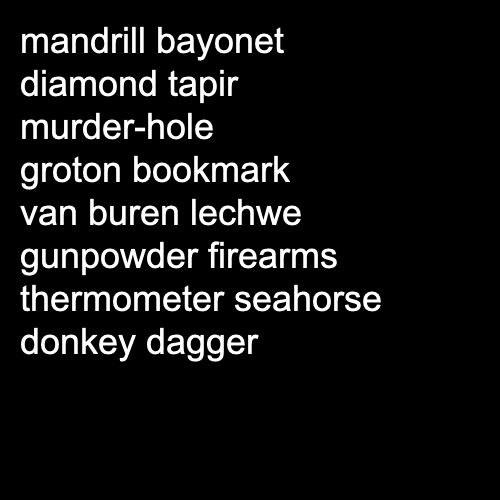 mandrill bayonet
diamond tapir
murder-hole
groton bookmark
van buren lechwe
gunpowder firearms
thermometer seahorse
donkey dagger